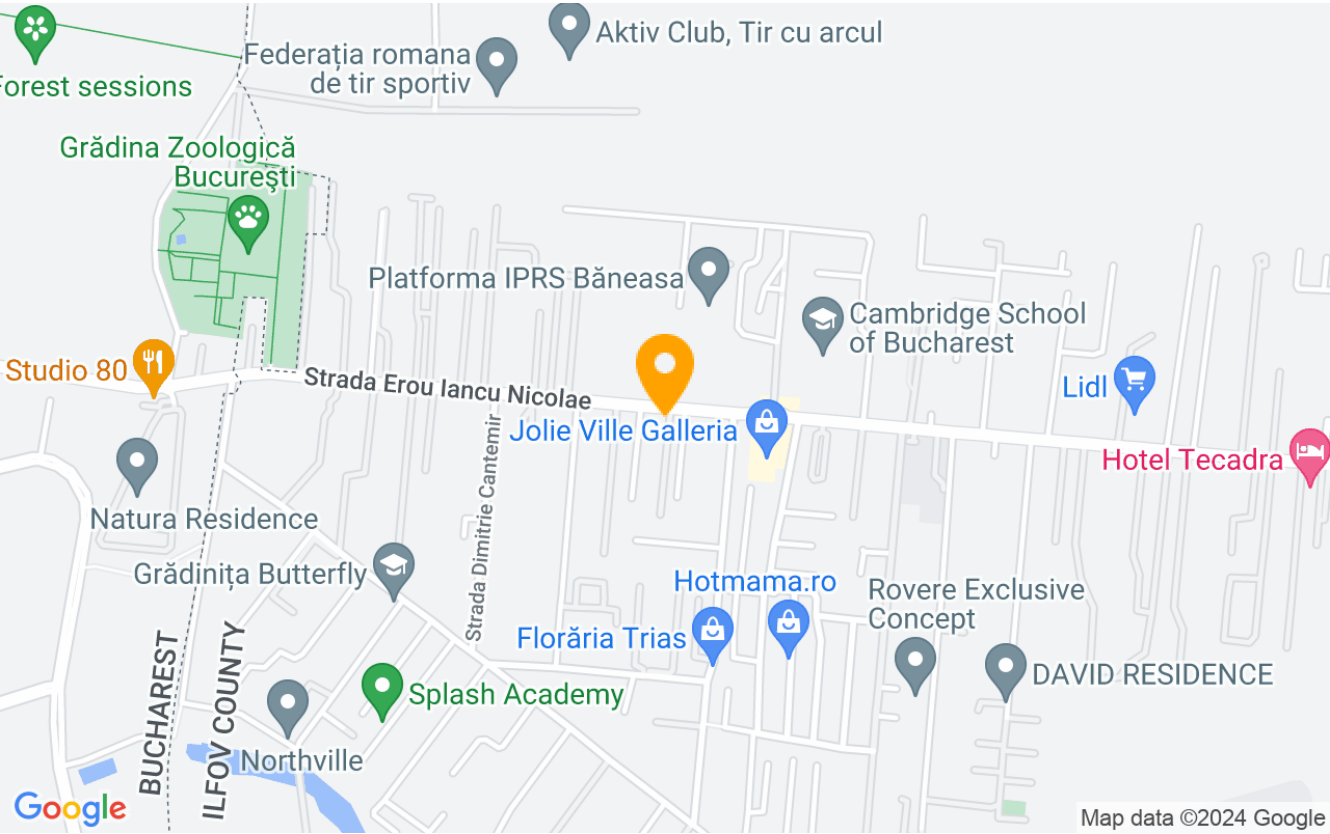 Aktiv Club, Tir cu arcul
Federația romana
de tir sportiv
Forest sessions
Grădina Zoologică
București
Platforma IPRS Băneasa
Cambridge School
of Bucharest
Studio 80
Strada Erou Iancu Nicolae
Lidl
Jolie Ville Galleria
Hotel Tecadra
Strada Dimitrie Cantemir
Natura Residence
Grădinița Butterfly
Hotmama.ro
Rovere Exclusive
Concept
Florăria Trias
DAVID RESIDENCE
Splash Academy
BUCHAREST
ILFOV COUNTY
Northville
Google
Map data ©2024 Google